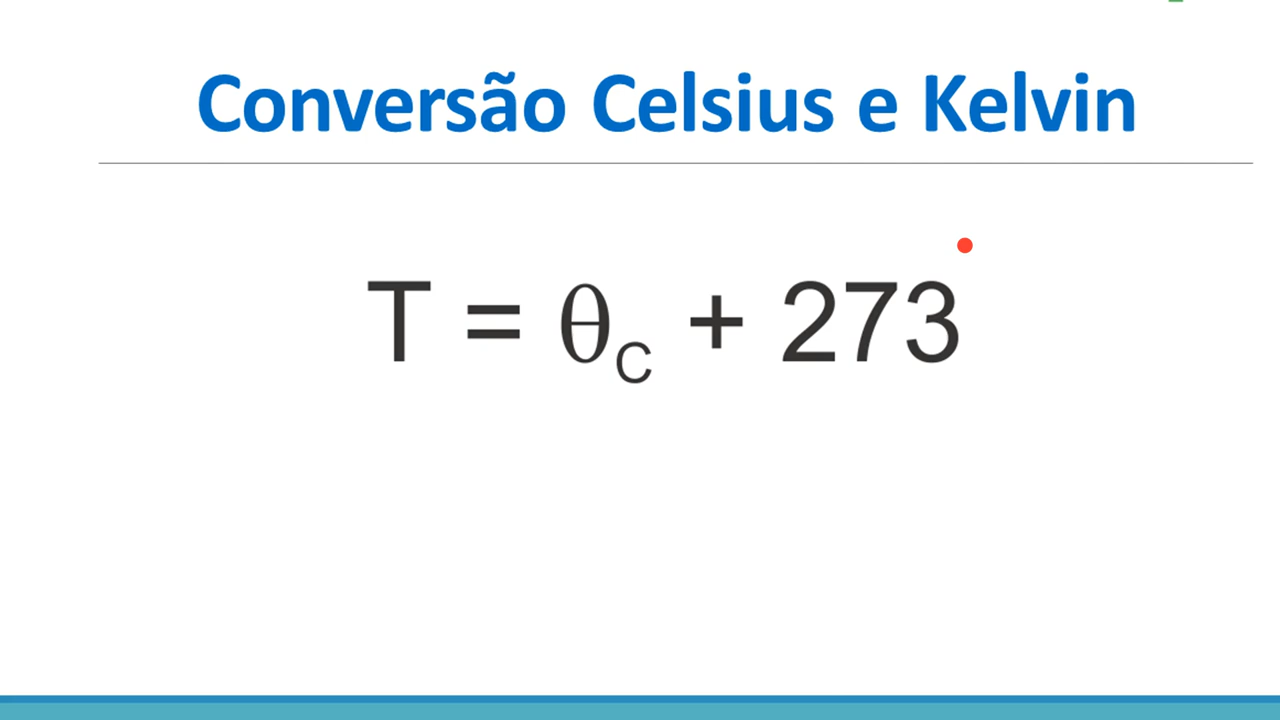 Conversão Celsius e Kelvin
T = θC + 273